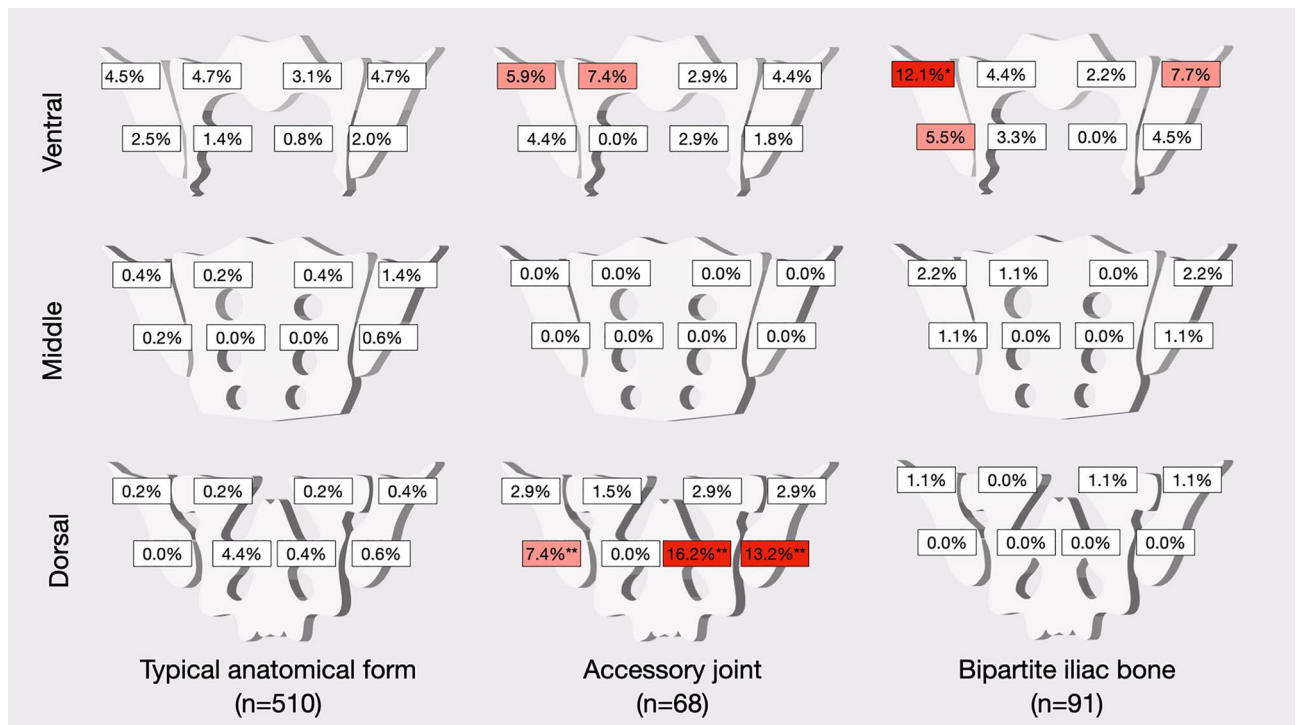 Ventral
4.5% 4.7% 3.1% 4.7%
2.5% 1.4% 0.8% 2.0%
5.9% 7.4% 2.9% 4.4%
4.4% 0.0% 2.9% 1.8%
12.1%* 4.4% 2.2% 7.7%
5.5% 3.3% 0.0% 4.5%
Middle
0.4% 0.2% 0.4% 1.4%
0.2% 0.0% 0.0% 0.6%
0.0% 0.0% 0.0% 0.0%
0.0% 0.0% 0.0% 0.0%
2.2% 1.1% 0.0% 2.2%
1.1% 0.0% 0.0% 1.1%
Dorsal
0.2% 0.2% 0.2% 0.4%
0.0% 4.4% 0.4% 0.6%
2.9% 1.5% 2.9% 2.9%
7.4%** 0.0% 16.2%** 13.2%**
1.1% 0.0% 1.1% 1.1%
0.0% 0.0% 0.0% 0.0%
Typical anatomical form
(n=510)
Accessory joint
(n=68)
Bipartite iliac bone
(n=91)